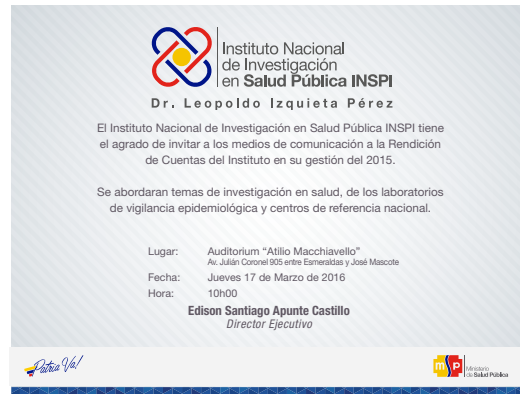 Instituto Nacional
de Investigación
en Salud Pública INSPI
Dr. Leopoldo Izquieta Pérez
El Instituto Nacional de Investigación en Salud Pública INSPI tiene
el agrado de invitar a los medios de comunicación a la Rendición
de Cuentas del Instituto en su gestión del 2015.
Se abordaran temas de investigación en salud, de los laboratorios
de vigilancia epidemiológica y centros de referencia nacional.
Lugar: Auditorium “Atilio Macchiavello”
Av. Julián Coronel 905 entre Esmeraldas y José Mascote
Fecha: Jueves 17 de Marzo de 2016
Hora: 10h00
Edison Santiago Apunte Castillo
Director Ejecutivo
Patria Va!
msp Ministerio
de Salud Pública